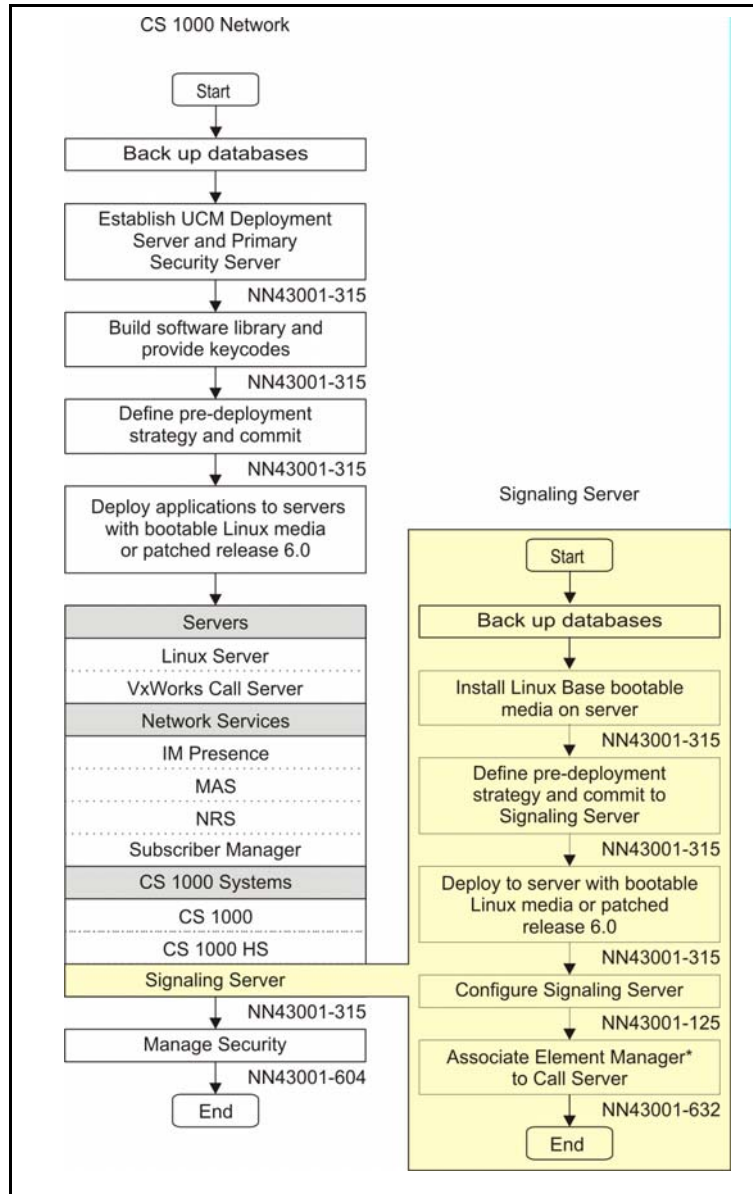 CS 1000 Network
Start
Back up databases
Establish UCM Deployment
Server and Primary
Security Server
NN43001-315
Build software library and
provide keycodes
NN43001-315
Define pre-deployment
strategy and commit
NN43001-315
Deploy applications to servers
with bootable Linux media
or patched release 6.0
Servers
Linux Server
VxWorks Call Server
Network Services
IM Presence
MAS
NRS
Subscriber Manager
CS 1000 Systems
CS 1000
CS 1000 HS
Signaling Server
NN43001-315
Manage Security
NN43001-604
End
Signaling Server
Start
Back up databases
Install Linux Base bootable
media on server
NN43001-315
Define pre-deployment
strategy and commit to
Signaling Server
NN43001-315
Deploy to server with bootable
Linux media or patched
release 6.0
NN43001-315
Configure Signaling Server
NN43001-125
Associate Element Manager*
to Call Server
NN43001-632
End